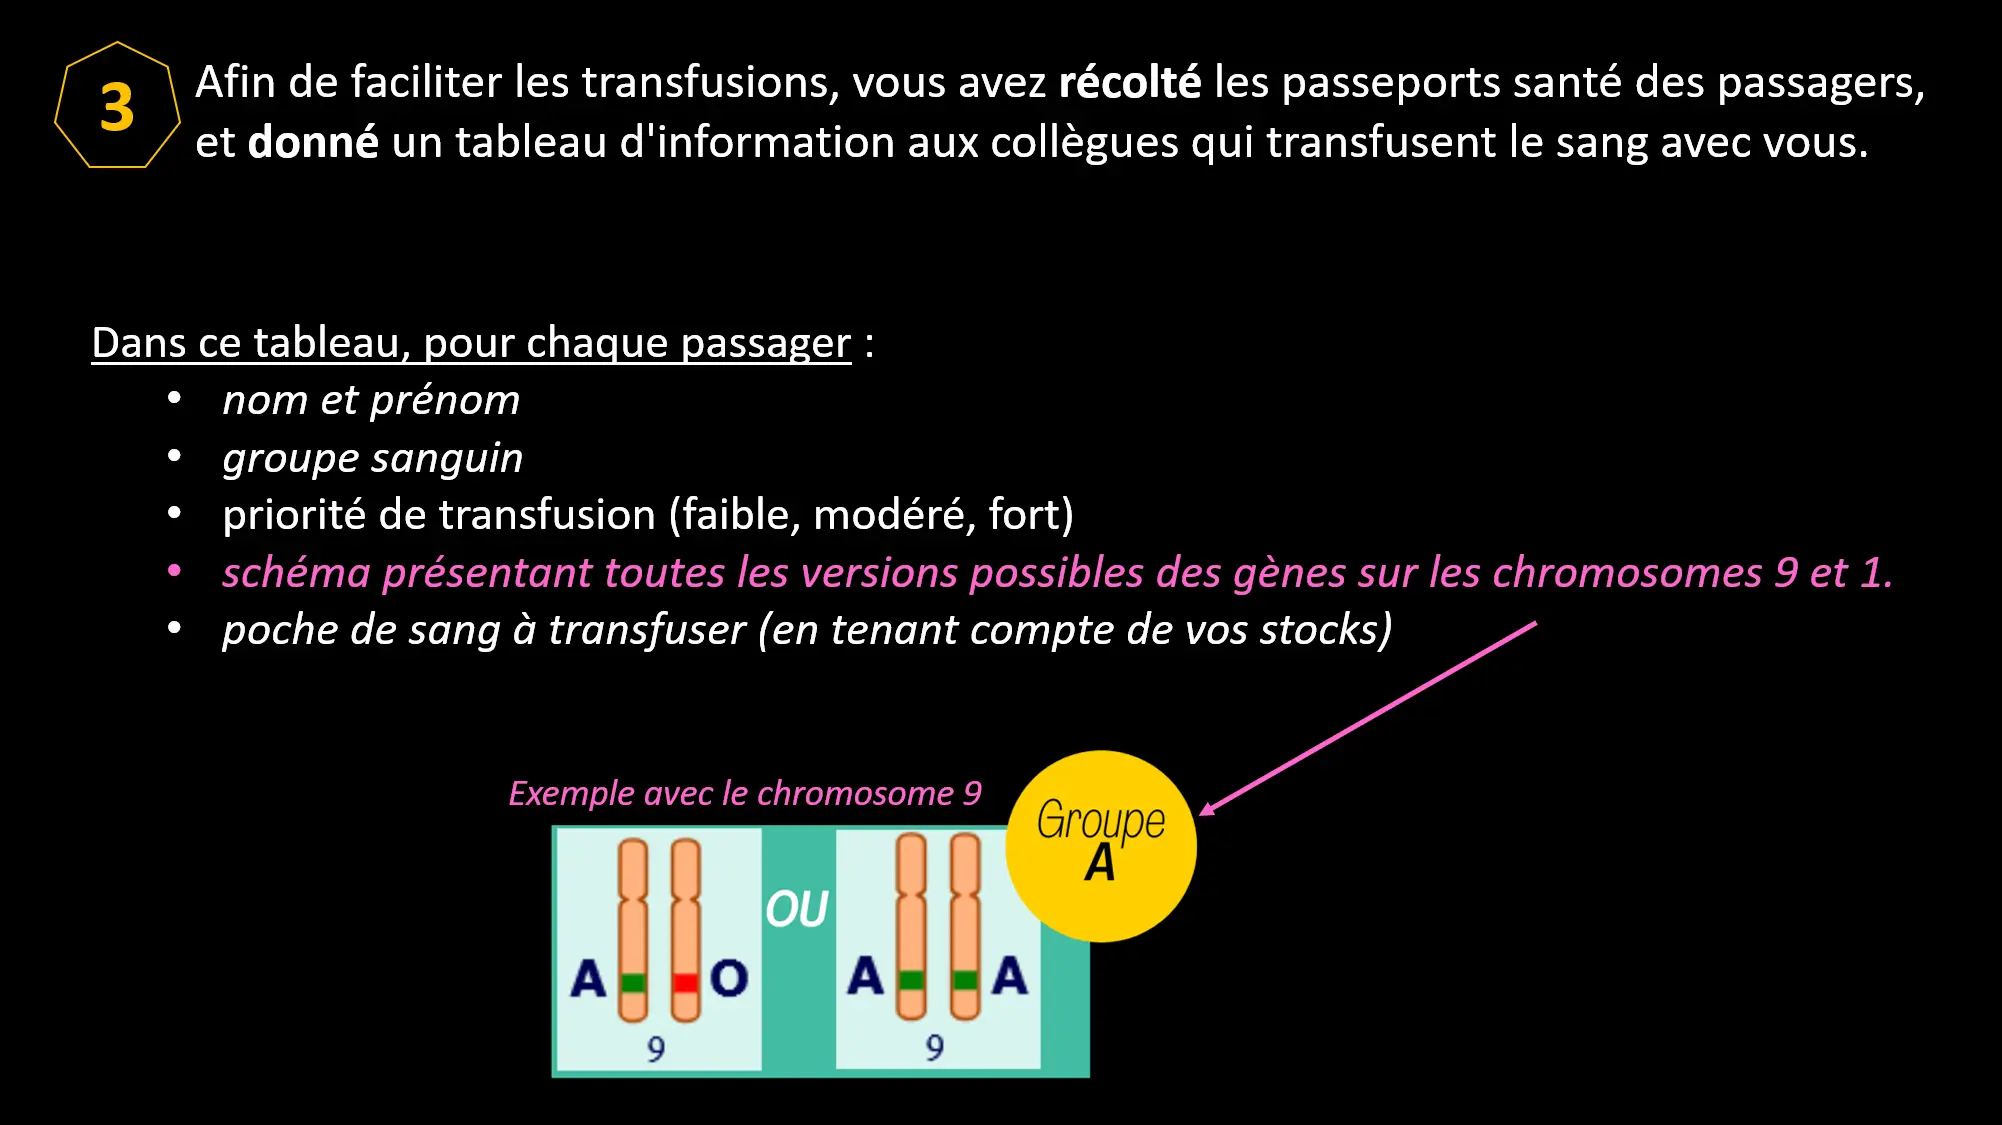 3
Afin de faciliter les transfusions, vous avez récolté les passeports santé des passagers,
et donné un tableau d'information aux collègues qui transfusent le sang avec vous.
Dans ce tableau, pour chaque passager :
• nom et prénom
• groupe sanguin
• priorité de transfusion (faible, modéré, fort)
• schéma présentant toutes les versions possibles des gènes sur les chromosomes 9 et 1.
• poche de sang à transfuser (en tenant compte de vos stocks)
Exemple avec le chromosome 9
Groupe
A
OU
A O
A A
9
9